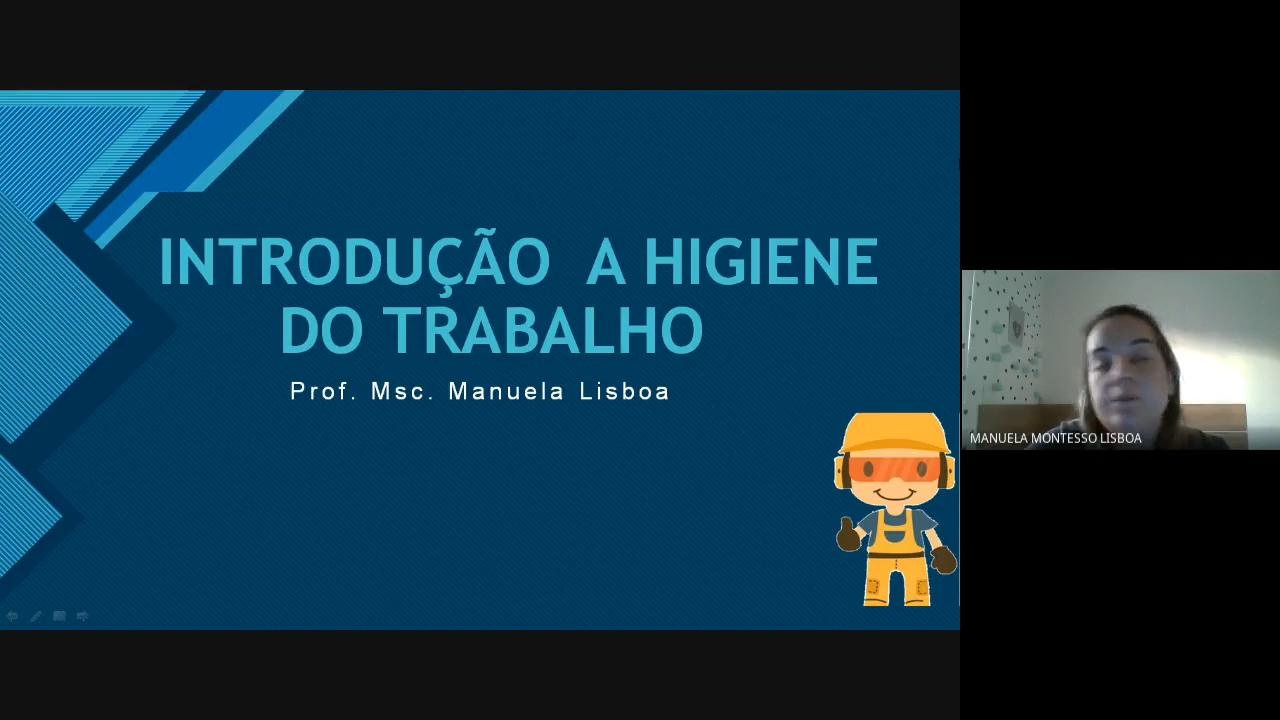 INTRODUÇÃO  A HIGIENE
DO TRABALHO
Prof. Msc. Manuela Lisboa
MANUELA MONTESSO LISBOA